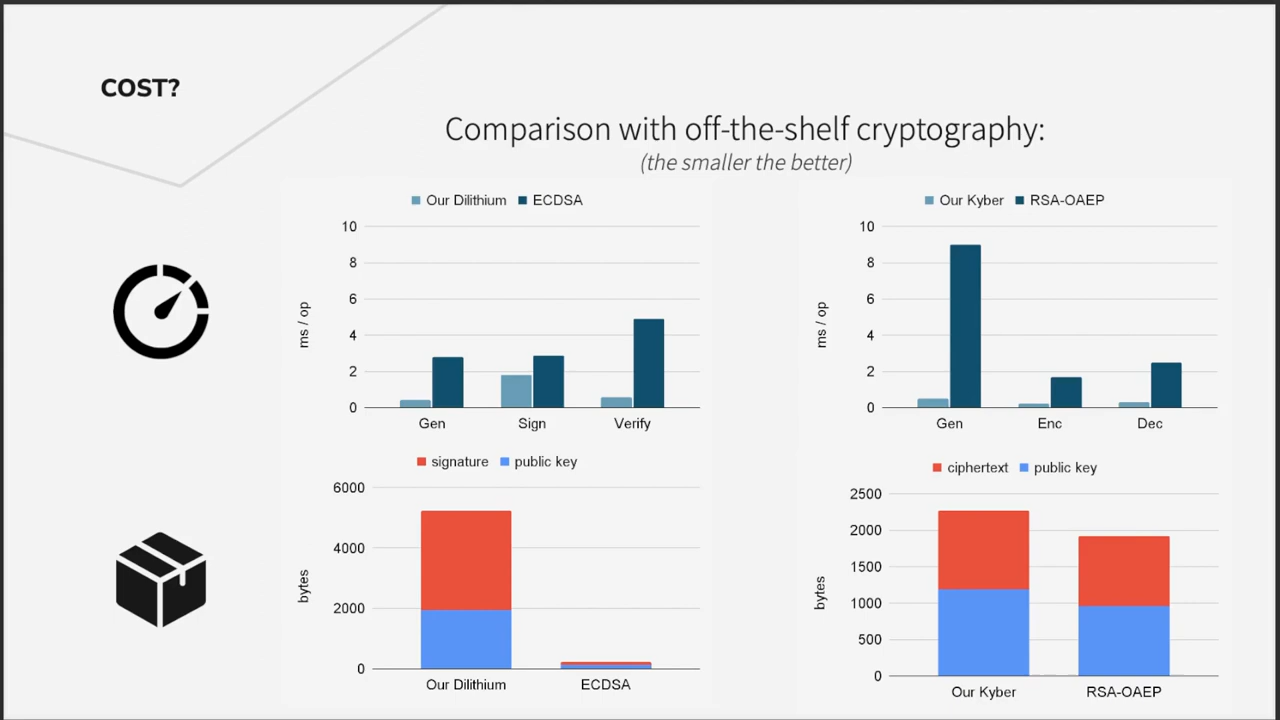 COST?
Comparison with off-the-shelf cryptography:
(the smaller the better)
Our Dilithium ECDSA
10
8
6
4
2
0
ms / op
Gen Sign Verify
Our Kyber RSA-OAEP
10
8
6
4
2
0
ms / op
Gen Enc Dec
signature public key
6000
4000
2000
0
bytes
Our Dilithium ECDSA
ciphertext public key
2500
2000
1500
1000
500
0
bytes
Our Kyber RSA-OAEP